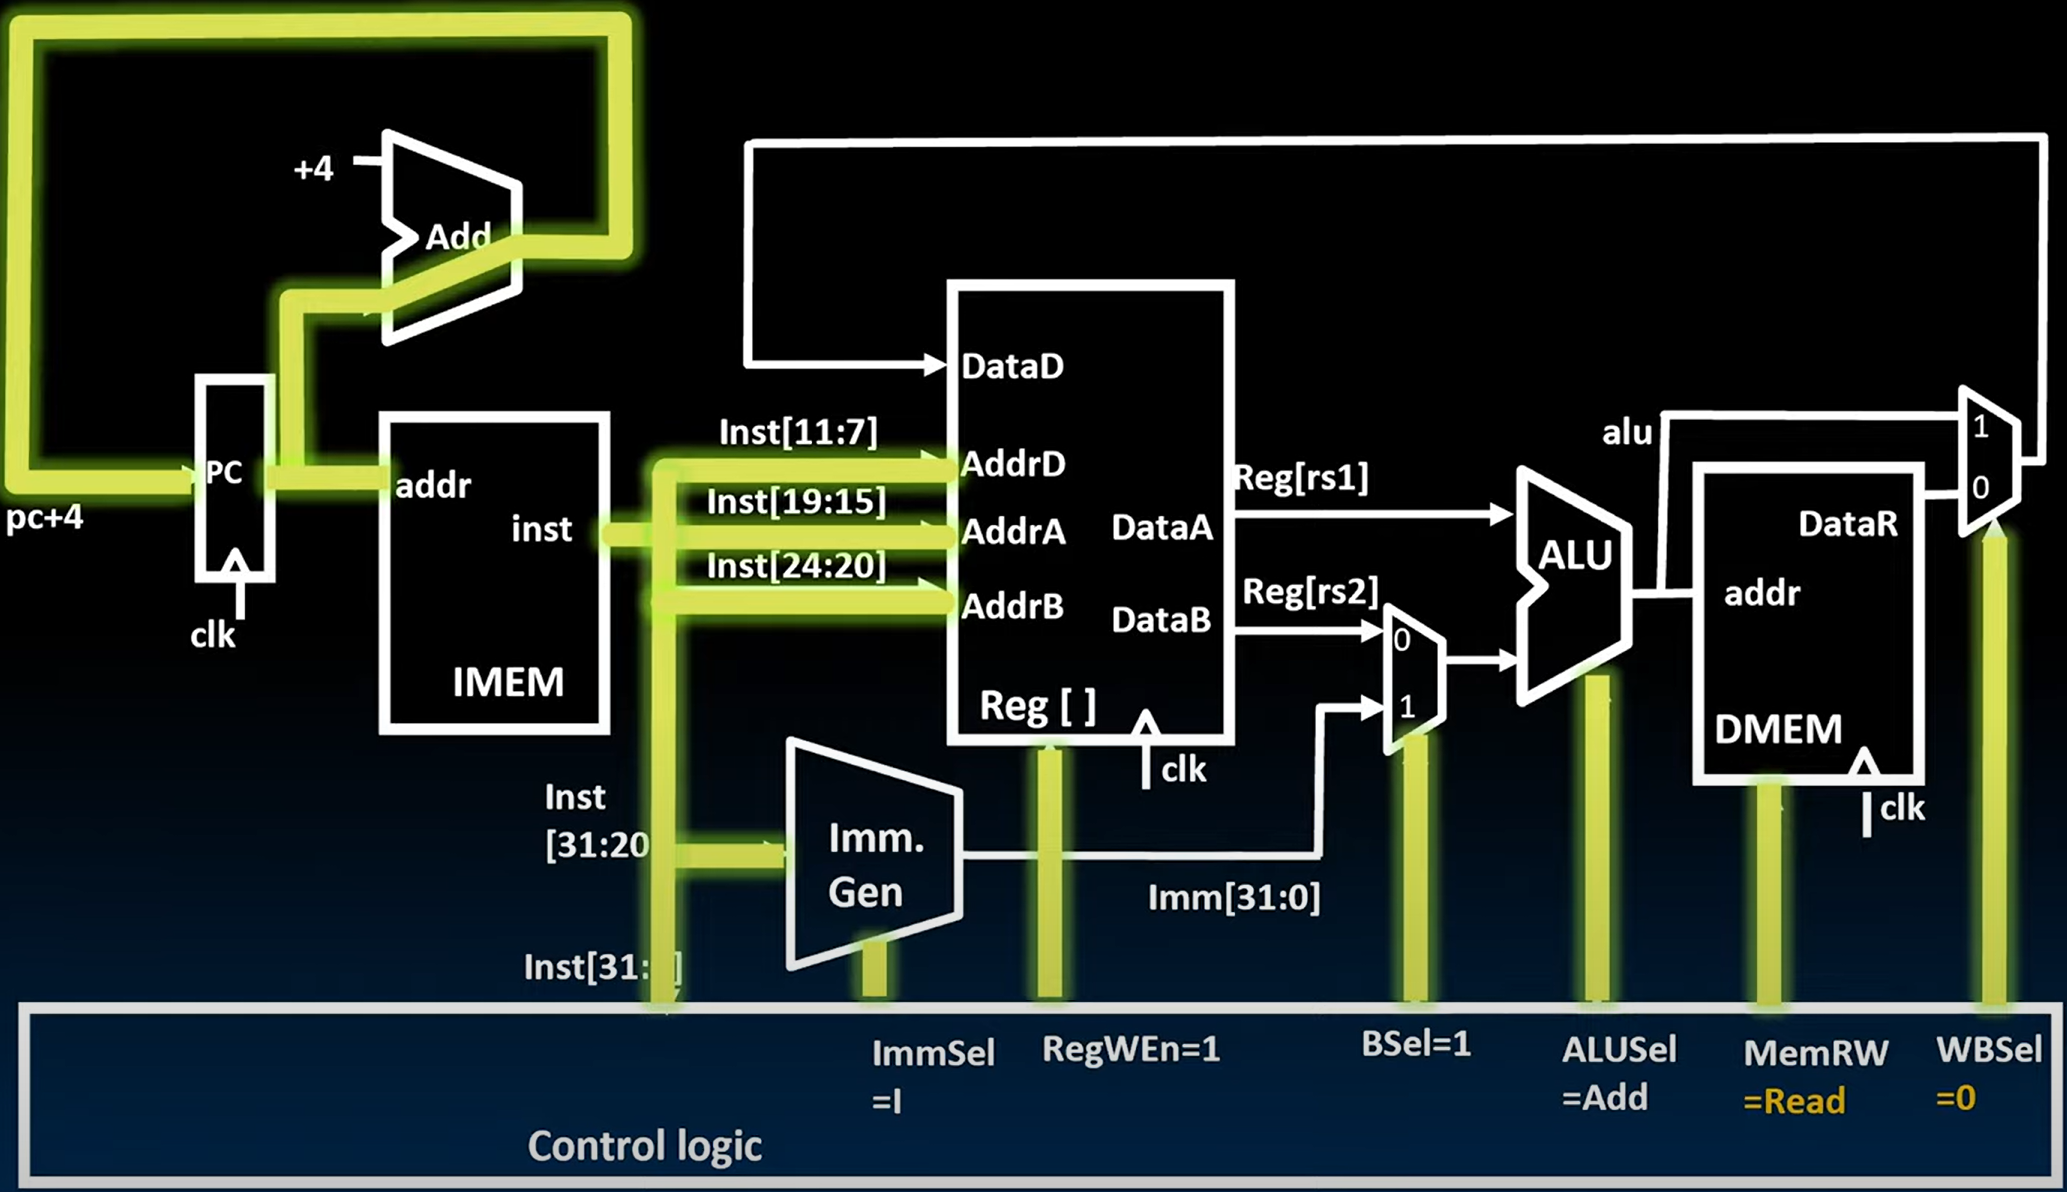 +4
Add
DataD
Inst[11:7]
AddrD
alu
1
PC
addr
Reg[rs1]
0
pc+4
Inst[19:15]
inst
AddrA
DataA
DataR
ALU
Inst[24:20]
Reg[rs2]
addr
AddrB
DataB
clk
0
IMEM
Reg [ ]
1
DMEM
clk
Inst
[31:20
Imm.
Gen
clk
Imm[31:0]
Inst[31:
]
ImmSel
=I
RegWEn=1
BSel=1
ALUSel
=Add
MemRW
=Read
WBSel
=0
Control logic